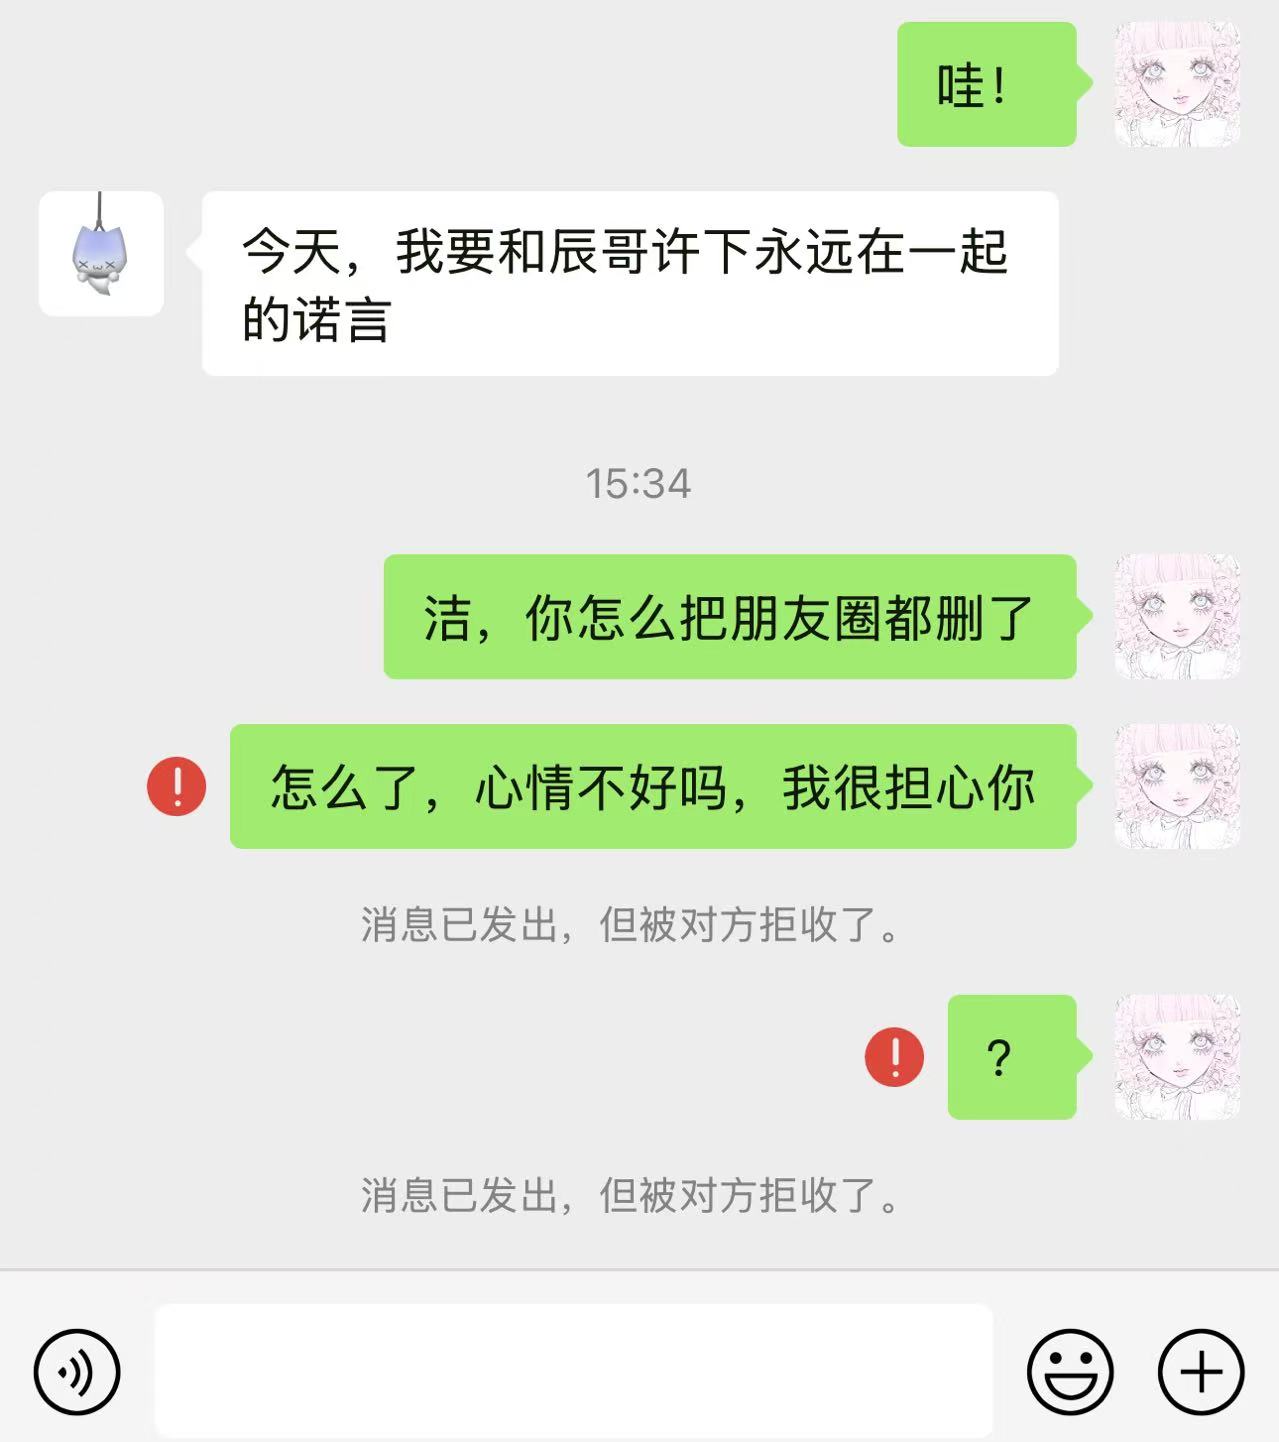 哇！
今天，我要和辰哥许下永远在一起
的诺言
15:34
洁，你怎么把朋友圈都删了
怎么了，心情不好吗，我很担心你
消息已发出，但被对方拒收了。
？
消息已发出，但被对方拒收了。